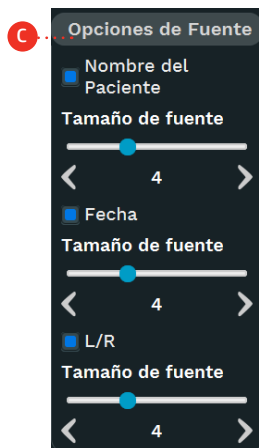 C
Opciones de Fuente
Nombre del
Paciente
Tamaño de fuente
4
Fecha
Tamaño de fuente
4
L/R
Tamaño de fuente
4